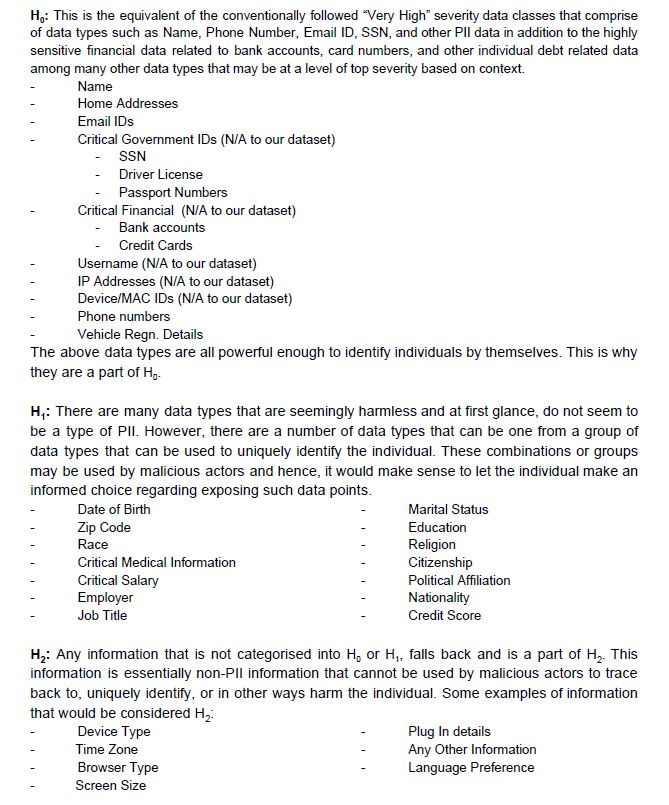 H₀: This is the equivalent of the conventionally followed “Very High” severity data classes that comprise
of data types such as Name, Phone Number, Email ID, SSN, and other PII data in addition to the highly
sensitive financial data related to bank accounts, card numbers, and other individual debt related data
among many other data types that may be at a level of top severity based on context.
- Name
- Home Addresses
- Email IDs
- Critical Government IDs (N/A to our dataset)
- SSN
- Driver License
- Passport Numbers
- Critical Financial (N/A to our dataset)
- Bank accounts
- Credit Cards
- Username (N/A to our dataset)
- IP Addresses (N/A to our dataset)
- Device/MAC IDs (N/A to our dataset)
- Phone numbers
- Vehicle Regn. Details
The above data types are all powerful enough to identify individuals by themselves. This is why
they are a part of H₀.
H₁: There are many data types that are seemingly harmless and at first glance, do not seem to
be a type of PII. However, there are a number of data types that can be one from a group of
data types that can be used to uniquely identify the individual. These combinations or groups
may be used by malicious actors and hence, it would make sense to let the individual make an
informed choice regarding exposing such data points.
- Date of Birth
- Zip Code
- Race
- Critical Medical Information
- Critical Salary
- Employer
- Job Title
- Marital Status
- Education
- Religion
- Citizenship
- Political Affiliation
- Nationality
- Credit Score
H₂: Any information that is not categorised into H₀ or H₁, falls back and is a part of H₂. This
information is essentially non-PII information that cannot be used by malicious actors to trace
back to, uniquely identify, or in other ways harm the individual. Some examples of information
that would be considered H₂:
- Device Type
- Time Zone
- Browser Type
- Screen Size
- Plug In details
- Any Other Information
- Language Preference